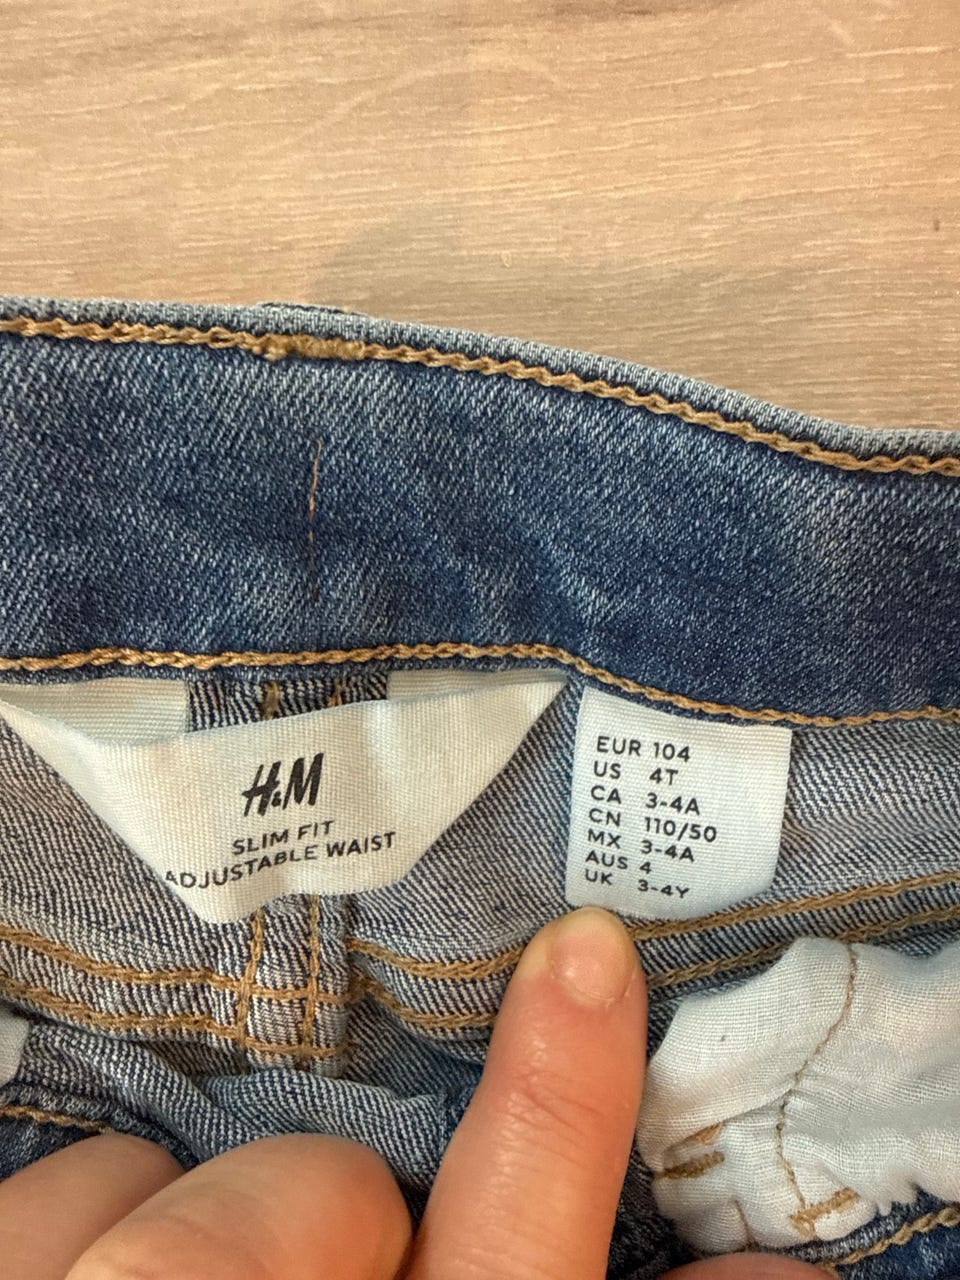 H&M
SLIM FIT
ADJUSTABLE WAIST
EUR 104
US 4T
CA 3-4A
CN 110/50
MX 3-4A
AUS 4
UK 3-4Y